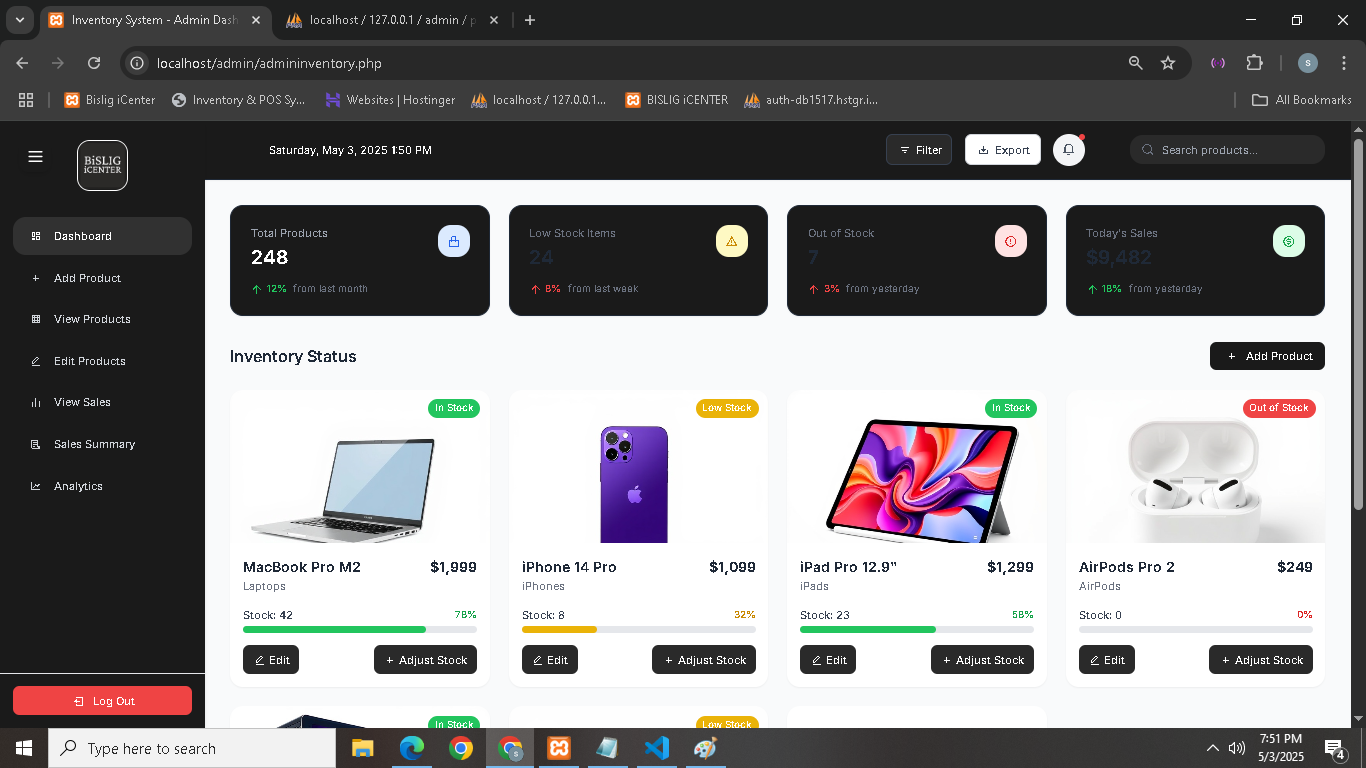 Inventory System - Admin Dash
localhost / 127.0.0.1 / admin / p
localhost/admin/admininventory.php
s
Bislig iCenter
Inventory & POS Sy...
Websites | Hostinger
localhost / 127.0.0.1...
BISLIG iCENTER
auth-db1517.hstgr.i...
All Bookmarks
BiSLIG
iCENTER
Saturday, May 3, 2025 1:50 PM
Filter
Export
Search products...
Dashboard
Add Product
View Products
Edit Products
View Sales
Sales Summary
Analytics
Log Out
Total Products
248
12% from last month
Low Stock Items
24
8% from last week
Out of Stock
7
3% from yesterday
Today's Sales
$9,482
18% from yesterday
Inventory Status
+ Add Product
In Stock
MacBook Pro M2 $1,999
Laptops
Stock: 42 78%
Edit + Adjust Stock
Low Stock
iPhone 14 Pro $1,099
iPhones
Stock: 8 32%
Edit + Adjust Stock
In Stock
iPad Pro 12.9" $1,299
iPads
Stock: 23 58%
Edit + Adjust Stock
Out of Stock
AirPods Pro 2 $249
AirPods
Stock: 0 0%
Edit + Adjust Stock
In Stock
Low Stock
Type here to search
s
7:51 PM
5/3/2025
4